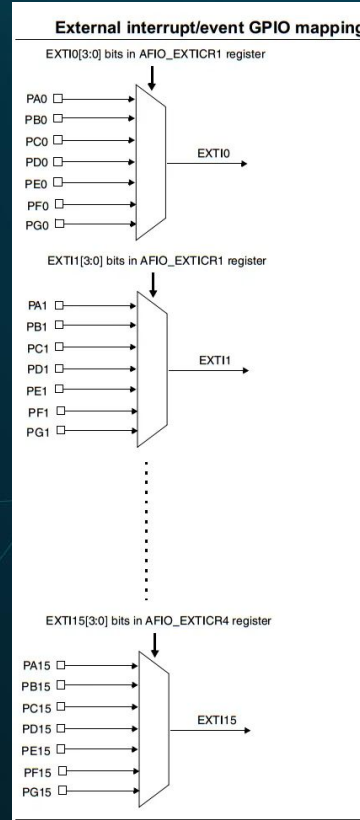 External interrupt/event GPIO mapping
EXTI0[3:0] bits in AFIO_EXTICR1 register
PA0
PB0
PC0
PD0
PE0
PF0
PG0
EXTI0
EXTI1[3:0] bits in AFIO_EXTICR1 register
PA1
PB1
PC1
PD1
PE1
PF1
PG1
EXTI1
EXTI15[3:0] bits in AFIO_EXTICR4 register
PA15
PB15
PC15
PD15
PE15
PF15
PG15
EXTI15